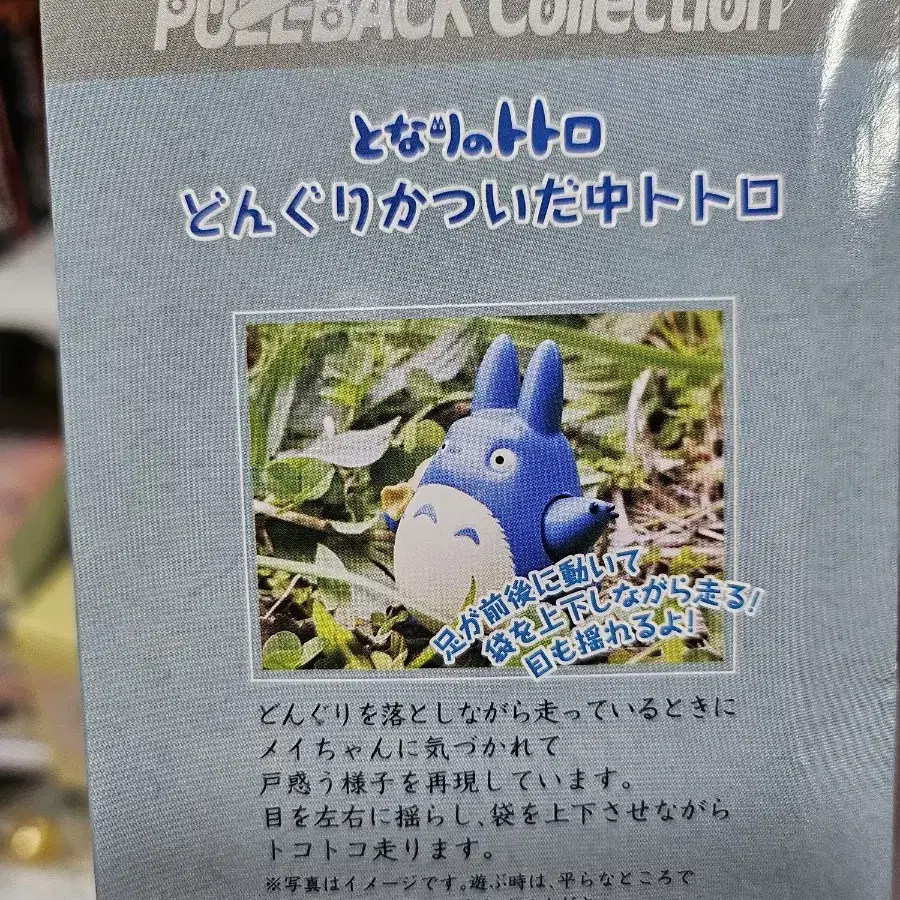 PULLBACK Collection
となりのトトロ
どんぐりかついだ中トトロ
足が前後に動いて
袋を上下しながら走る!
目も揺れるよ!
どんぐりを落としながら走っているときに
メイちゃんに気づかれて
戸惑う様子を再現しています。
目を左右に揺らし、袋を上下させながら
トコトコ走ります。
※写真はイメージです。遊ぶ時は、平らなところで